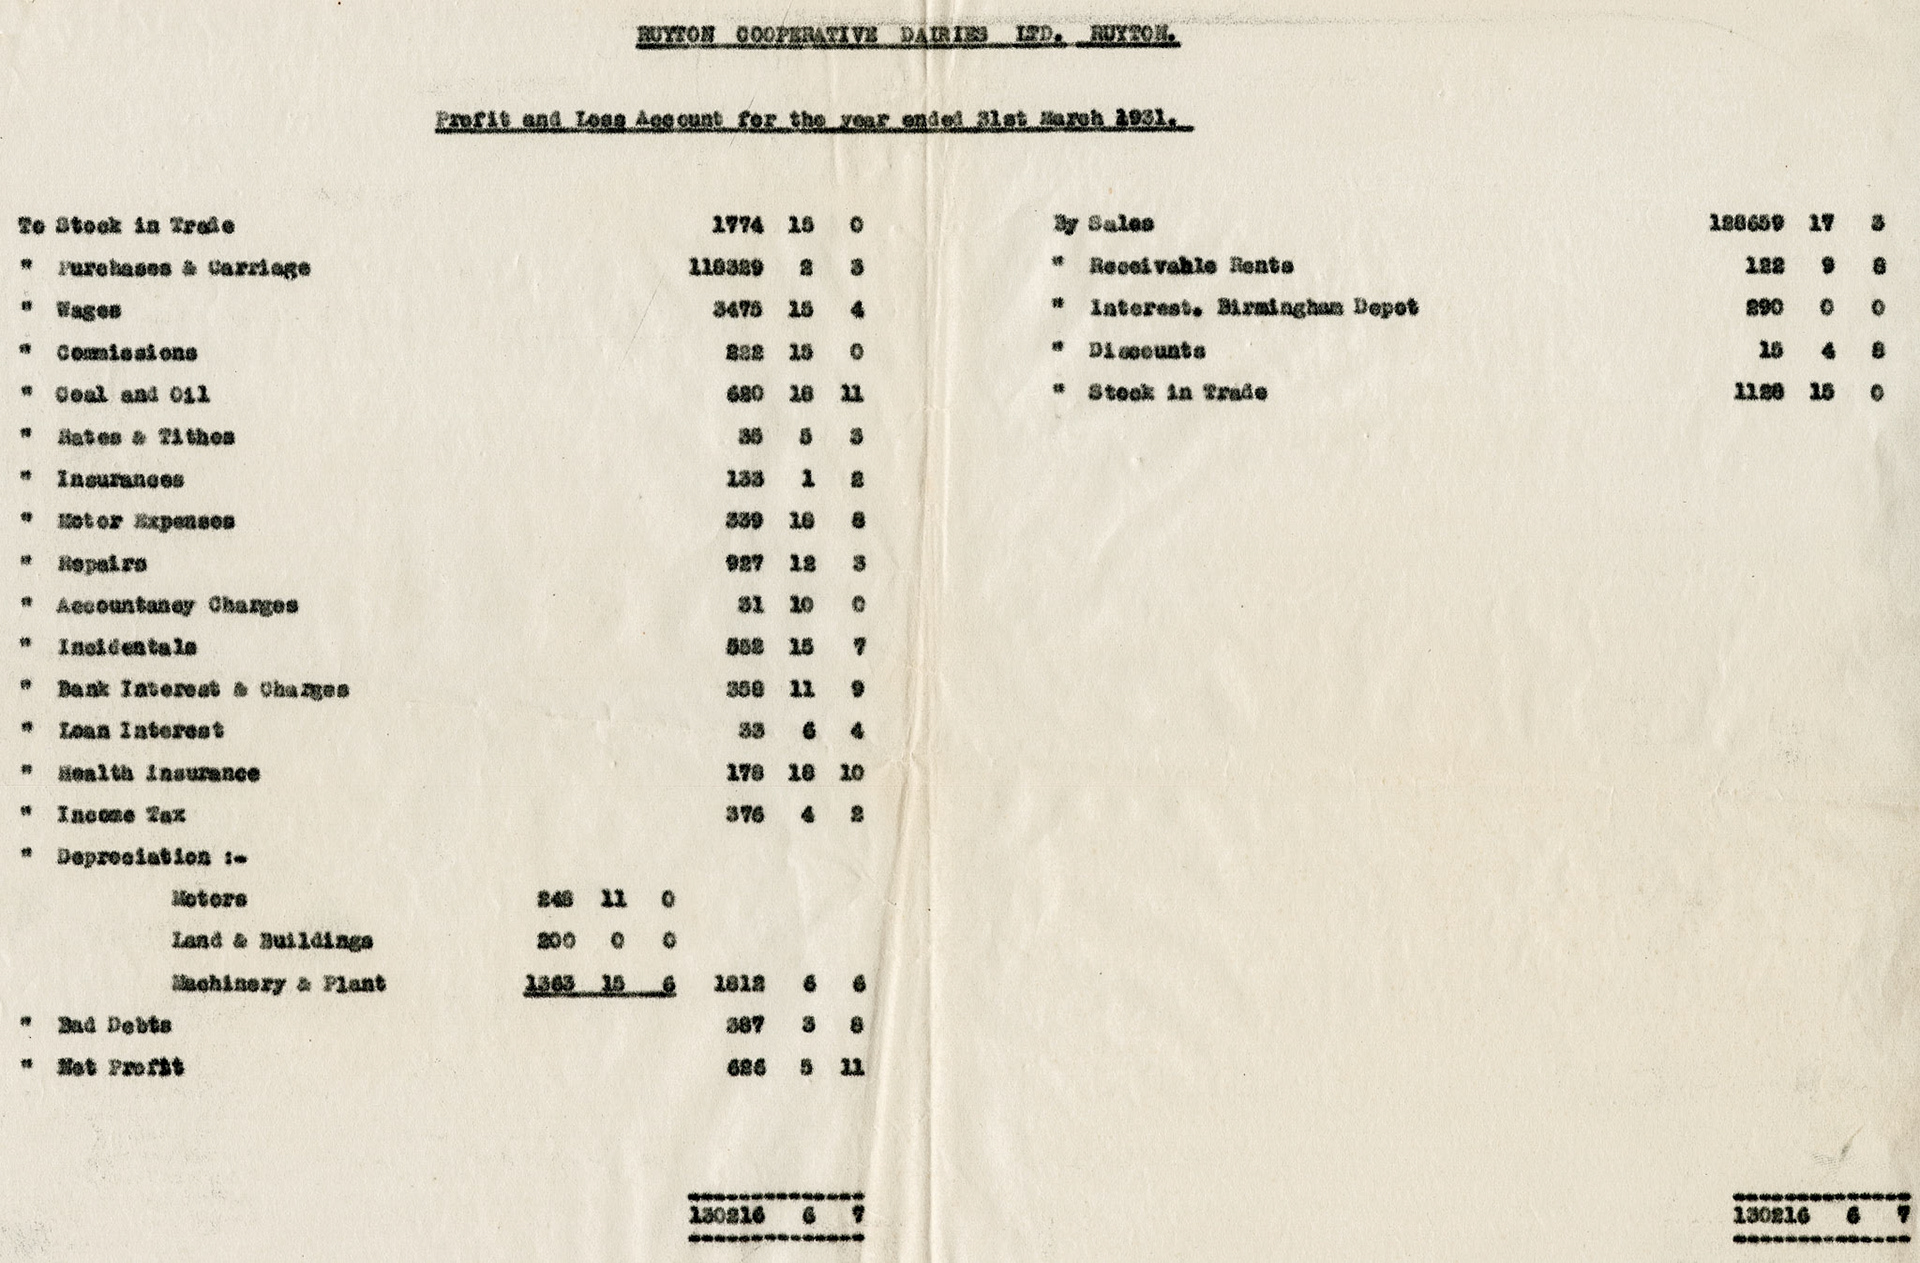 RUYTON COOPERATIVE DAIRIES LTD. RUYTON.
Profit and Loss Account for the year ended 31st March 1931.
To Stock in Trade 1774 15 0
" Purchases & Carriage 118329 2 3
" Wages 3475 15 4
" Commissions 222 15 0
" Coal and Oil 620 18 11
" Rates & Tithes 35 5 3
" Insurances 133 1 2
" Motor Expenses 339 18 8
" Repairs 927 12 3
" Accountancy Charges 31 10 0
" Incidentals 552 15 7
" Bank Interest & Charges 358 11 9
" Loan Interest 33 6 4
" Health Insurance 178 18 10
" Income Tax 376 4 2
" Depreciation :-
Motors 248 11 0
Land & Buildings 200 0 0
Machinery & Plant 1363 15 6 1812 6 6
" Bad Debts 387 3 8
" Net Profit 626 5 11
130216 6 7
By Sales 128659 17 3
" Receivable Rents 122 9 8
" Interest. Birmingham Depot 290 0 0
" Discounts 15 4 8
" Stock in Trade 1128 15 0
130216 6 7